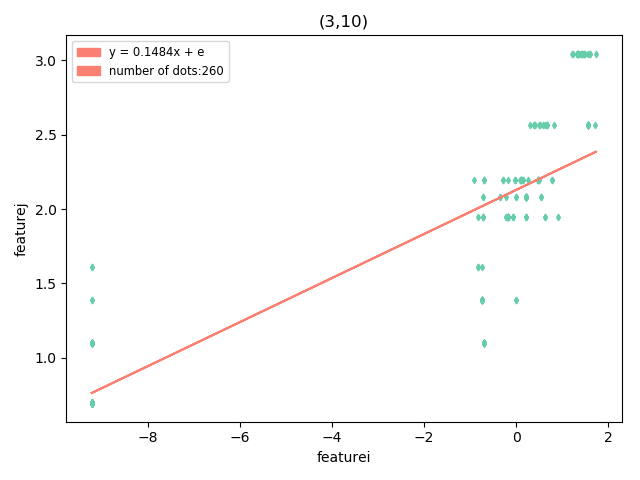 (3,10)
y = 0.1484x + e
number of dots:260
3.0
2.5
2.0
1.5
1.0
featurej
−8 −6 −4 −2 0 2
featurei